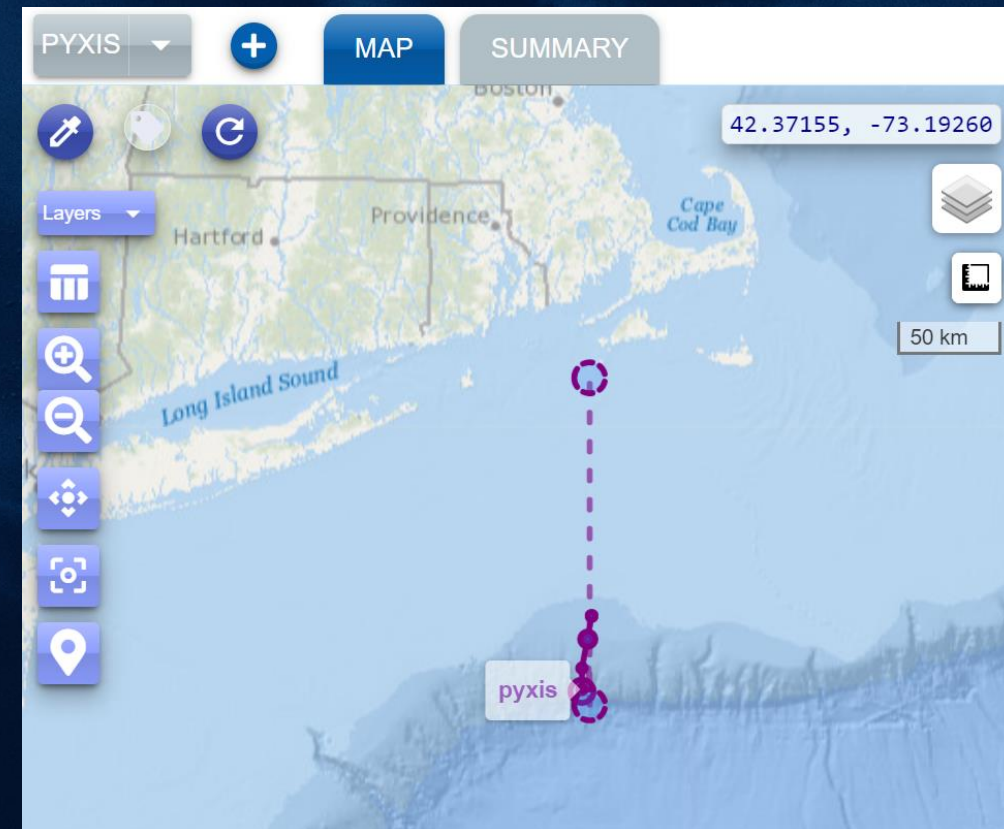 PYXIS
MAP
SUMMARY
Boston
42.37155, -73.19260
Layers
Hartford
Providence
Cape
Cod Bay
50 km
Long Island Sound
pyxis